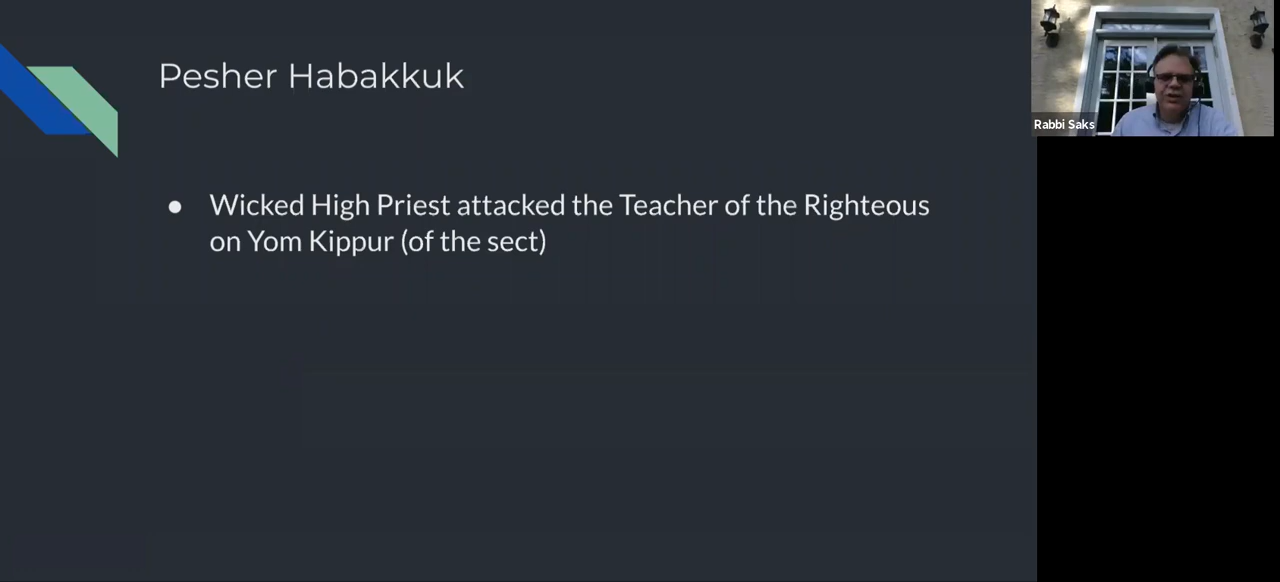 Pesher Habakkuk
● Wicked High Priest attacked the Teacher of the Righteous
on Yom Kippur (of the sect)
Rabbi Saks